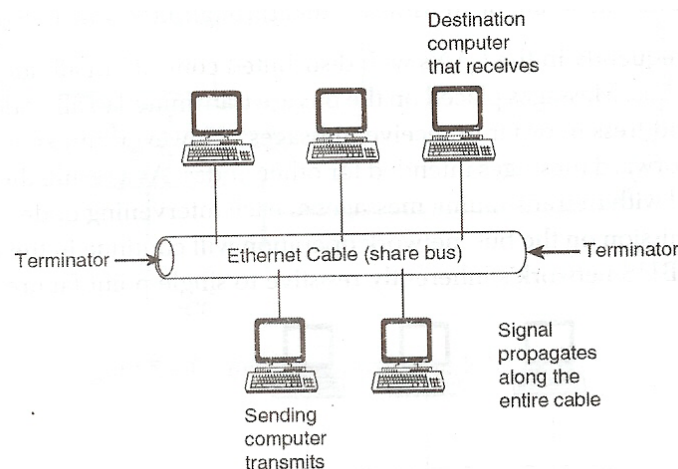 Destination
computer
that receives
Terminator
Ethernet Cable (share bus)
Terminator
Signal
propagates
along the
entire cable
Sending
computer
transmits